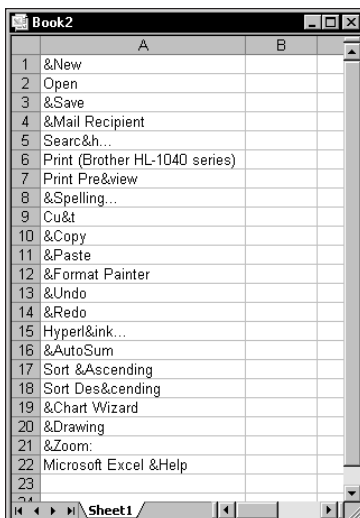 Book2
A B
1 &New
2 Open
3 &Save
4 &Mail Recipient
5 Searc&h...
6 Print (Brother HL-1040 series)
7 Print Pre&view
8 &Spelling...
9 Cu&t
10 &Copy
11 &Paste
12 &Format Painter
13 &Undo
14 &Redo
15 Hyperl&ink...
16 &AutoSum
17 Sort &Ascending
18 Sort Des&cending
19 &Chart Wizard
20 &Drawing
21 &Zoom:
22 Microsoft Excel &Help
23
24
Sheet1